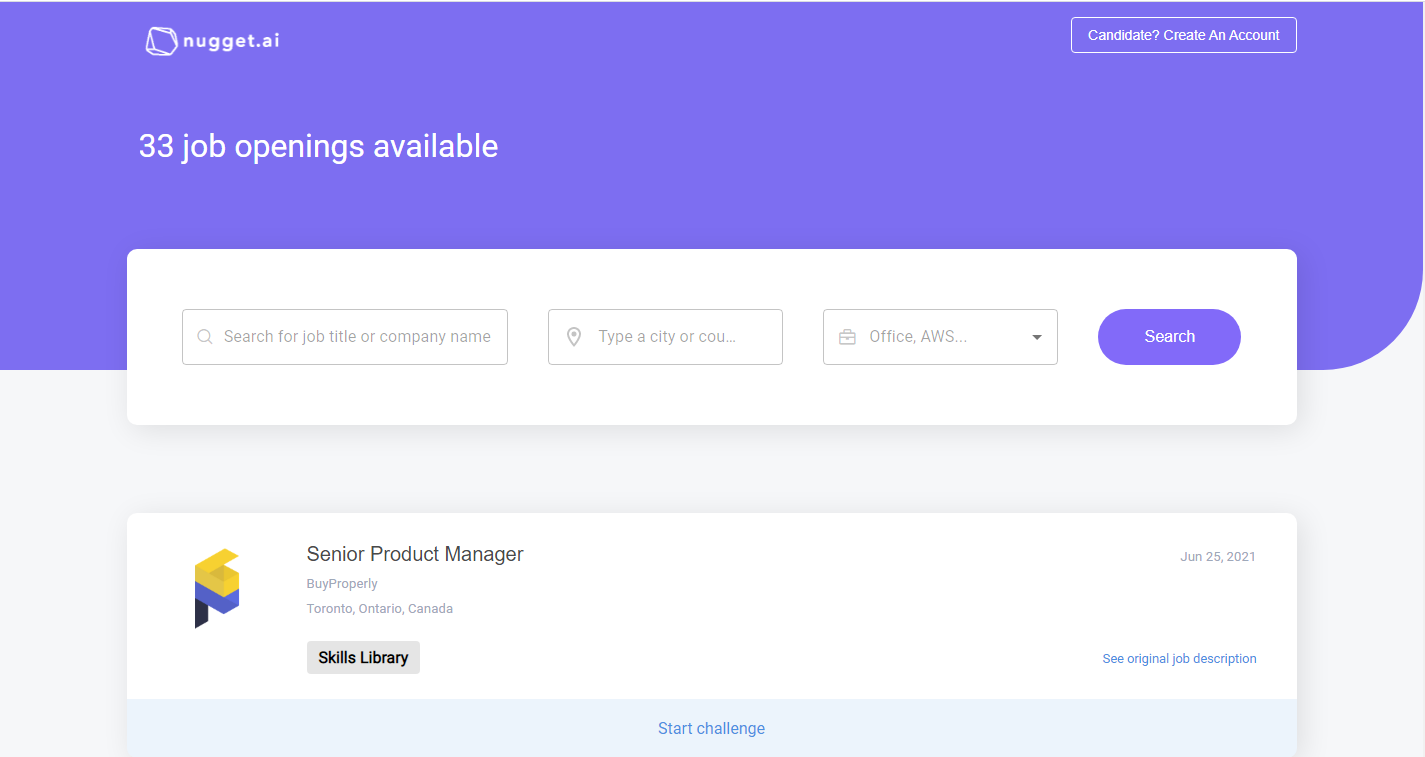 nugget.ai
Candidate? Create An Account
33 job openings available
Search for job title or company name
Type a city or cou...
Office, AWS...
Search
Senior Product Manager
Jun 25, 2021
BuyProperly
Toronto, Ontario, Canada
Skills Library
See original job description
Start challenge